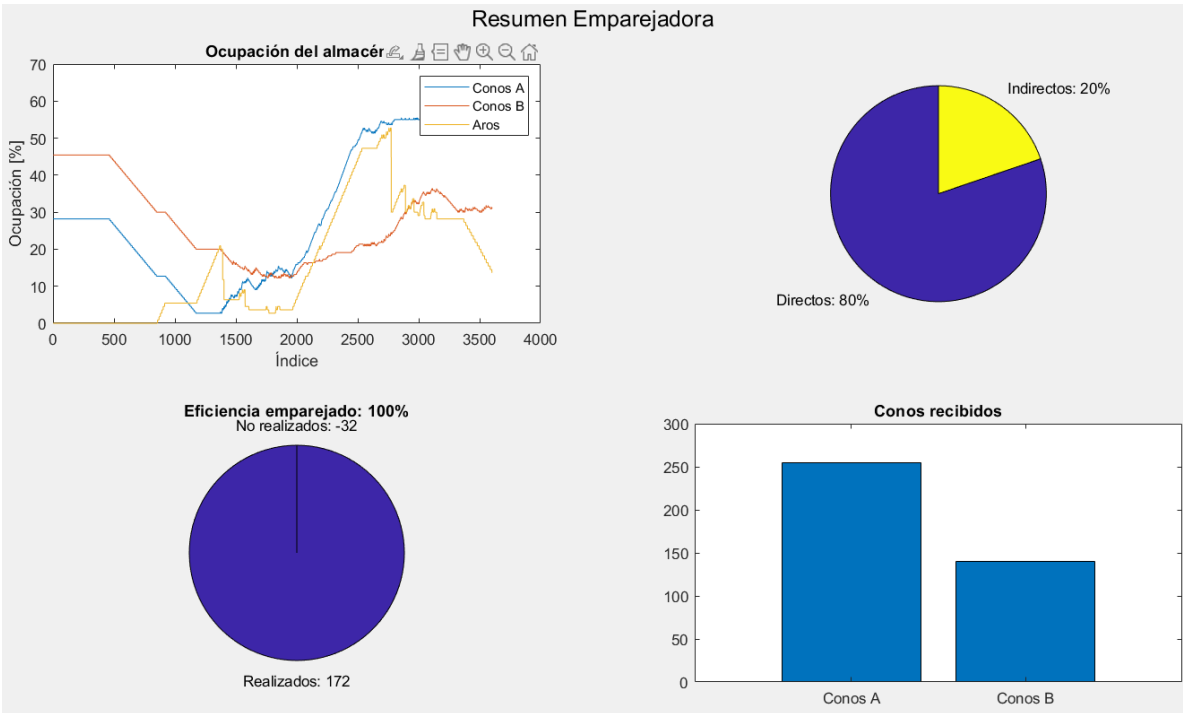 Resumen Emparejadora
Ocupación del almacér
70
60
50
40
30
20
10
0
Ocupación [%]
0 500 1000 1500 2000 2500 3000 3500 4000
Índice
Conos A
Conos B
Aros
Indirectos: 20%
Directos: 80%
Eficiencia emparejado: 100%
No realizados: -32
Realizados: 172
Conos recibidos
300
250
200
150
100
50
0
Conos A Conos B